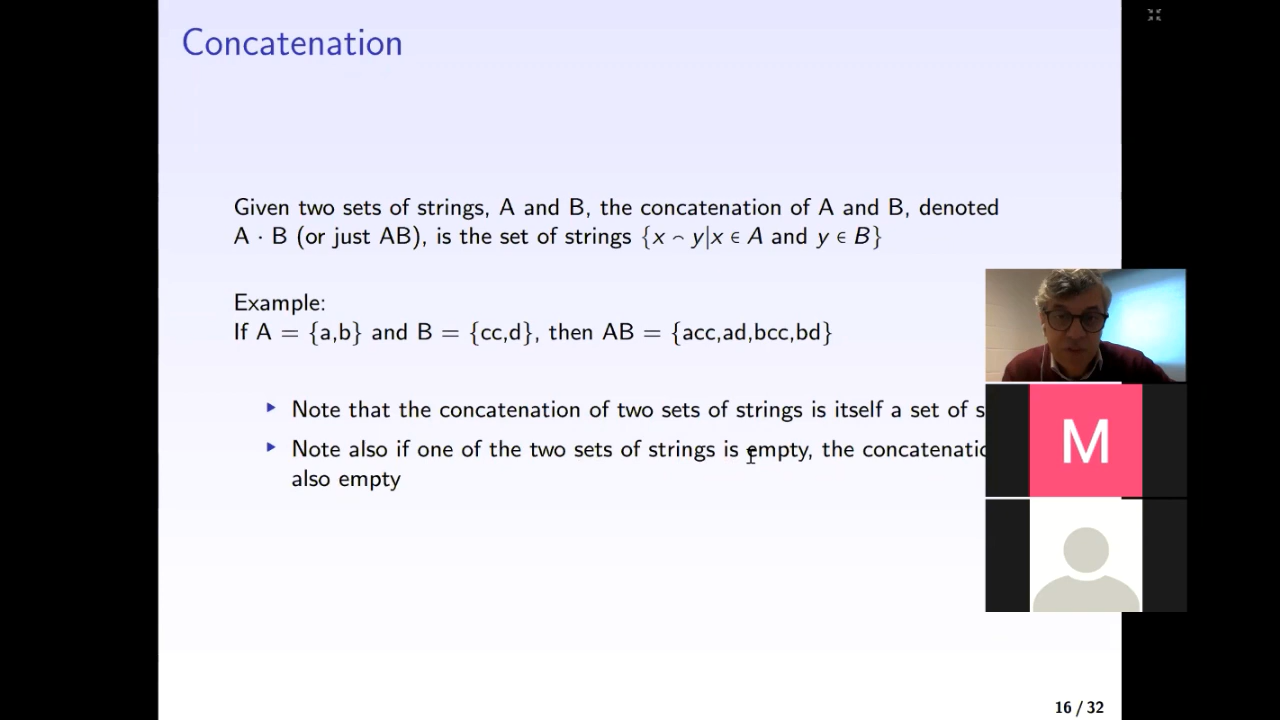 Concatenation
Given two sets of strings, A and B, the concatenation of A and B, denoted
A · B (or just AB), is the set of strings {x ⌢ y|x ∈ A and y ∈ B}
Example:
If A = {a,b} and B = {cc,d}, then AB = {acc,ad,bcc,bd}
Note that the concatenation of two sets of strings is itself a set of
Note also if one of the two sets of strings is empty, the
also empty
M
16 / 32